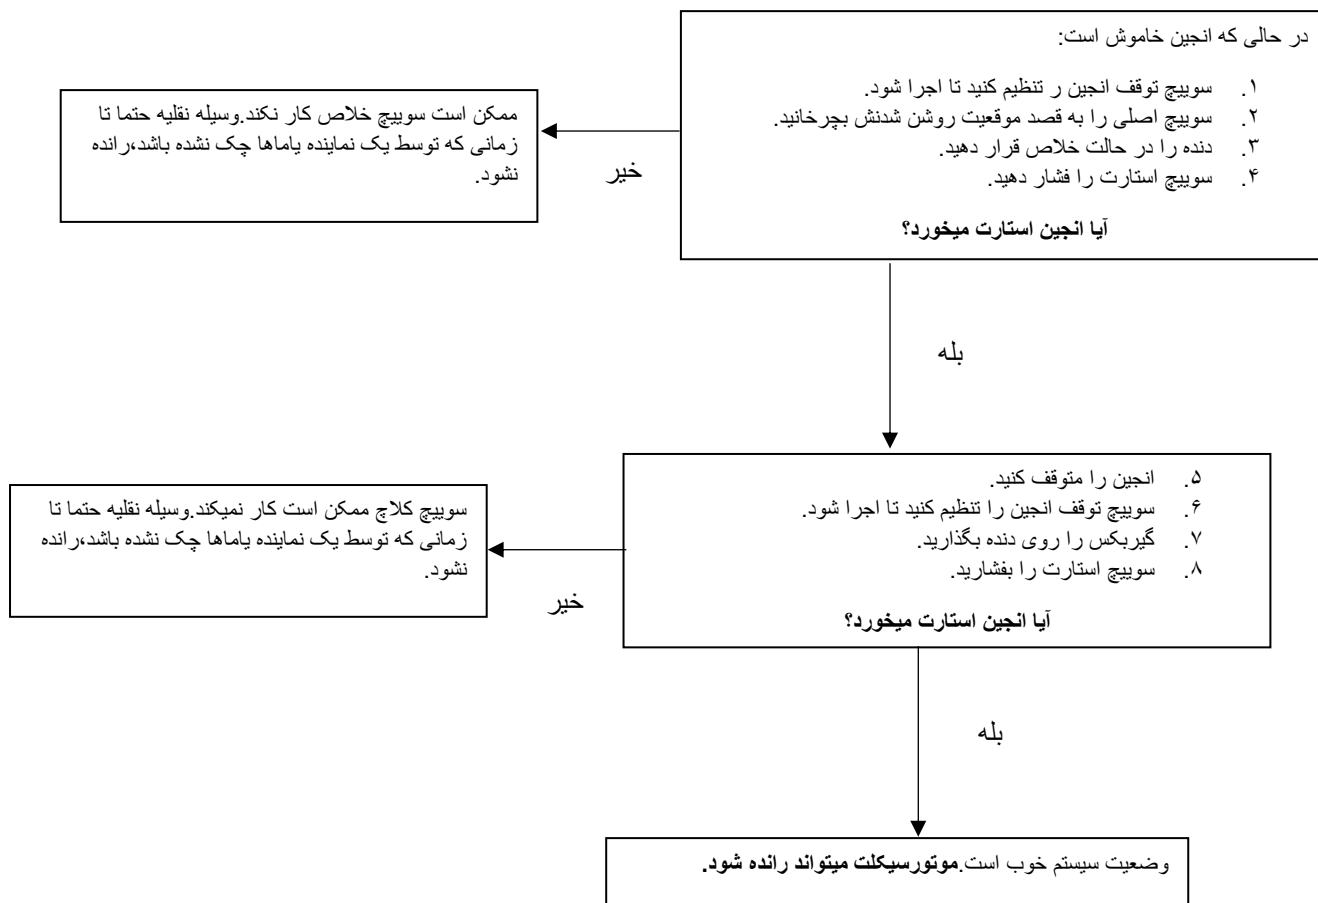 در حالی که انجین خاموش است:
۱. سوییچ توقف انجین ر تنظیم کنید تا اجرا شود.
۲. سوییچ اصلی را به قصد موقعیت روشن شدنش بچرخانید.
۳. دنده را در حالت خلاص قرار دهید.
۴. سوییچ استارت را فشار دهید.
آیا انجین استارت میخورد؟
خیر
ممکن است سوییچ خلاص کار نکند.وسیله نقلیه حتما تا
زمانی که توسط یک نماینده یاماها چک نشده باشد،رانده
نشود.
بله
۵. انجین را متوقف کنید.
۶. سوییچ توقف انجین را تنظیم کنید تا اجرا شود.
۷. گیربکس را روی دنده بگذارید.
۸. سوییچ استارت را بفشارید.
آیا انجین استارت میخورد؟
خیر
سوییچ کلاچ ممکن است کار نمیکند.وسیله نقلیه حتما تا
زمانی که توسط یک نماینده یاماها چک نشده باشد،رانده
نشود.
بله
وضعیت سیستم خوب است.موتورسیکلت میتواند رانده شود.